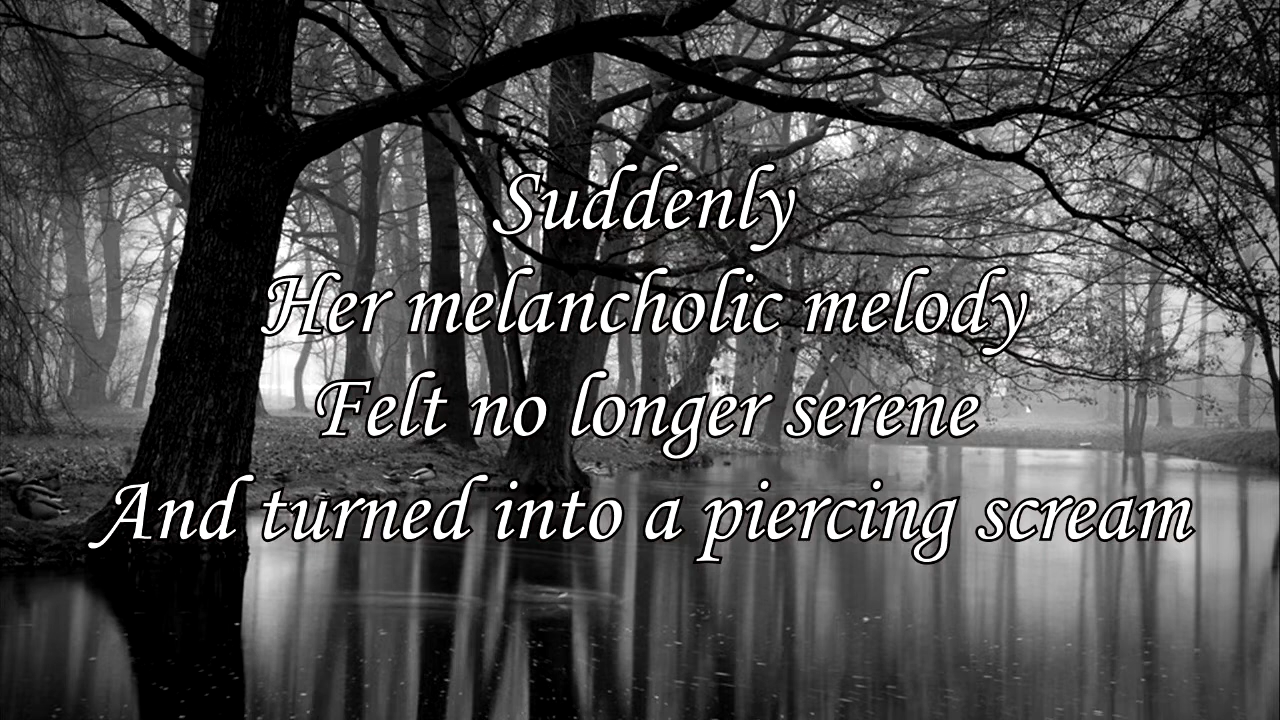 Suddenly
Her melancholic melody
Felt no longer serene
And turned into a piercing scream